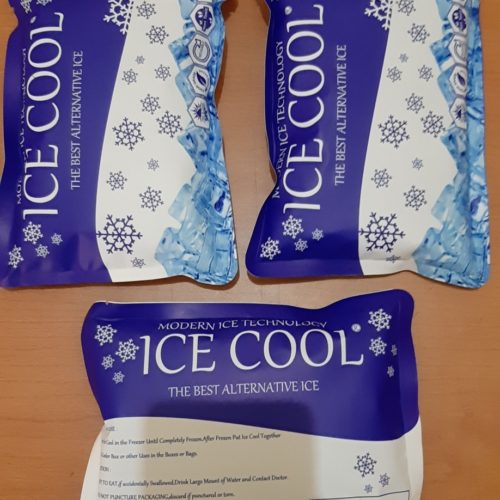 MODERN ICE TECHNOLOGY
ICE COOL
THE BEST ALTERNATIVE ICE
MODERN ICE TECHNOLOGY
ICE COOL®
THE BEST ALTERNATIVE ICE
MODERN ICE TECHNOLOGY
ICE COOL®
THE BEST ALTERNATIVE ICE
Cool in the Freezer Until Completely Frozen.After Frozen Put Ice Cool Together
Box or other Uses in the Boxes or Bags.
TO EAT,if accidentally Swallowed,Drink Large Mount of Water and Contact Doctor.
NOT PUNCTURE PACKAGING,discard if punctured or torn.